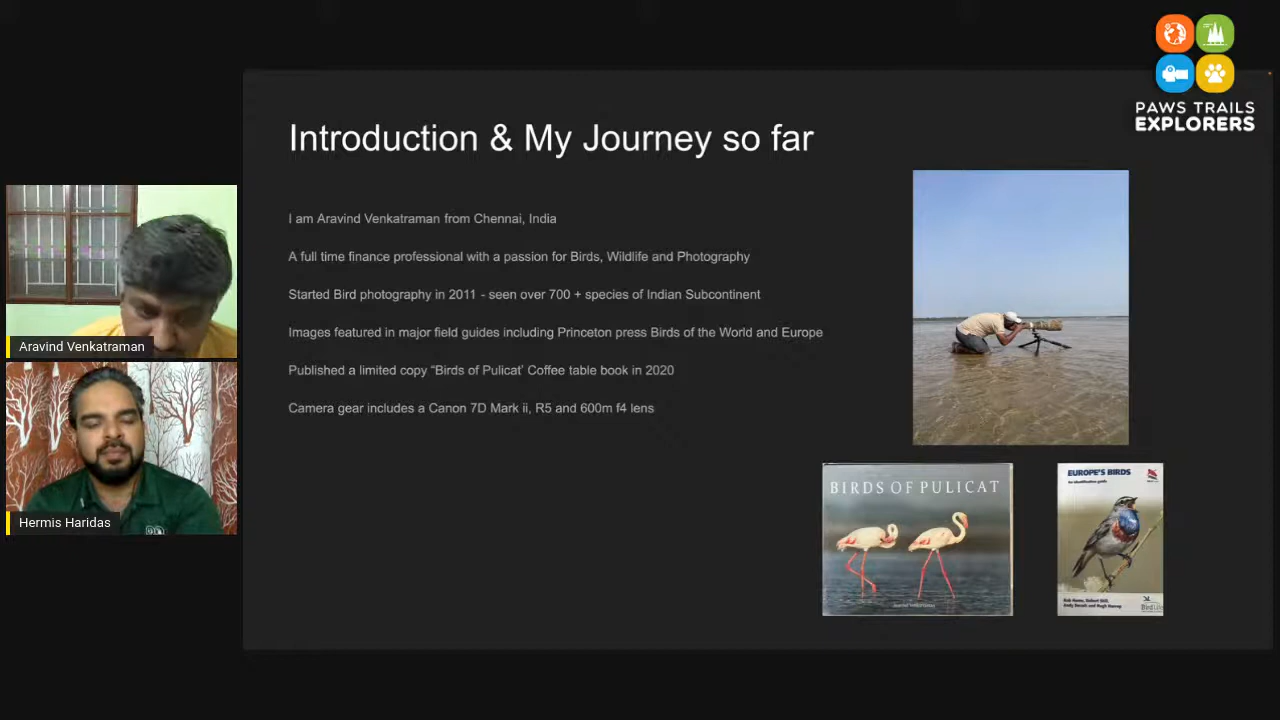 PAWS TRAILS
EXPLORERS
Introduction & My Journey so far
I am Aravind Venkatraman from Chennai, India
A full time finance professional with a passion for Birds, Wildlife and Photography
Started Bird photography in 2011 - seen over 700 + species of Indian Subcontinent
Images featured in major field guides including Princeton press Birds of the World and Europe
Published a limited copy “Birds of Pulicat’ Coffee table book in 2020
Camera gear includes a Canon 7D Mark ii, R5 and 600m f4 lens
Aravind Venkatraman
Hermis Haridas
BIRDS OF PULICAT
EUROPE'S BIRDS
An identification guide
BirdLife